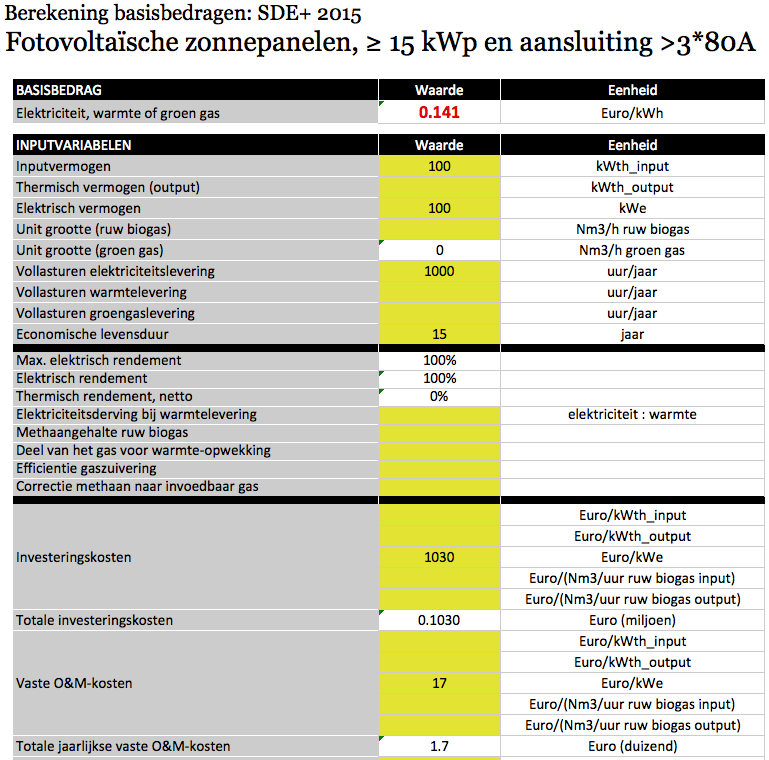 Berekening basisbedragen: SDE+ 2015
Fotovoltaïsche zonnepanelen, ≥ 15 kWp en aansluiting >3*80A
BASISBEDRAG Waarde Eenheid
Elektriciteit, warmte of groen gas 0.141 Euro/kWh
INPUTVARIABELEN Waarde Eenheid
Inputvermogen 100 kWth_input
Thermisch vermogen (output) kWth_output
Elektrisch vermogen 100 kWe
Unit grootte (ruw biogas) Nm3/h ruw biogas
Unit grootte (groen gas) 0 Nm3/h groen gas
Vollasturen elektriciteitslevering 1000 uur/jaar
Vollasturen warmtelevering uur/jaar
Vollasturen groengaslevering uur/jaar
Economische levensduur 15 jaar
Max. elektrisch rendement 100%
Elektrisch rendement 100%
Thermisch rendement, netto 0%
Elektriciteitsderving bij warmtelevering elektriciteit : warmte
Methaangehalte ruw biogas
Deel van het gas voor warmte-opwekking
Efficientie gaszuivering
Correctie methaan naar invoedbaar gas
Euro/kWth_input
Euro/kWth_output
Investeringskosten 1030 Euro/kWe
Euro/(Nm3/uur ruw biogas input)
Euro/(Nm3/uur ruw biogas output)
Totale investeringskosten 0.1030 Euro (miljoen)
Euro/kWth_input
Euro/kWth_output
Vaste O&M-kosten 17 Euro/kWe
Euro/(Nm3/uur ruw biogas input)
Euro/(Nm3/uur ruw biogas output)
Totale jaarlijkse vaste O&M-kosten 1.7 Euro (duizend)